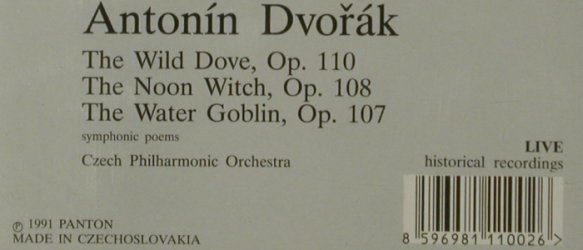 Antonín Dvořák
The Wild Dove, Op. 110
The Noon Witch, Op. 108
The Water Goblin, Op. 107
symphonic poems
Czech Philharmonic Orchestra
LIVE
historical recordings
℗ 1991 PANTON
MADE IN CZECHOSLOVAKIA
8 596981 110026 >